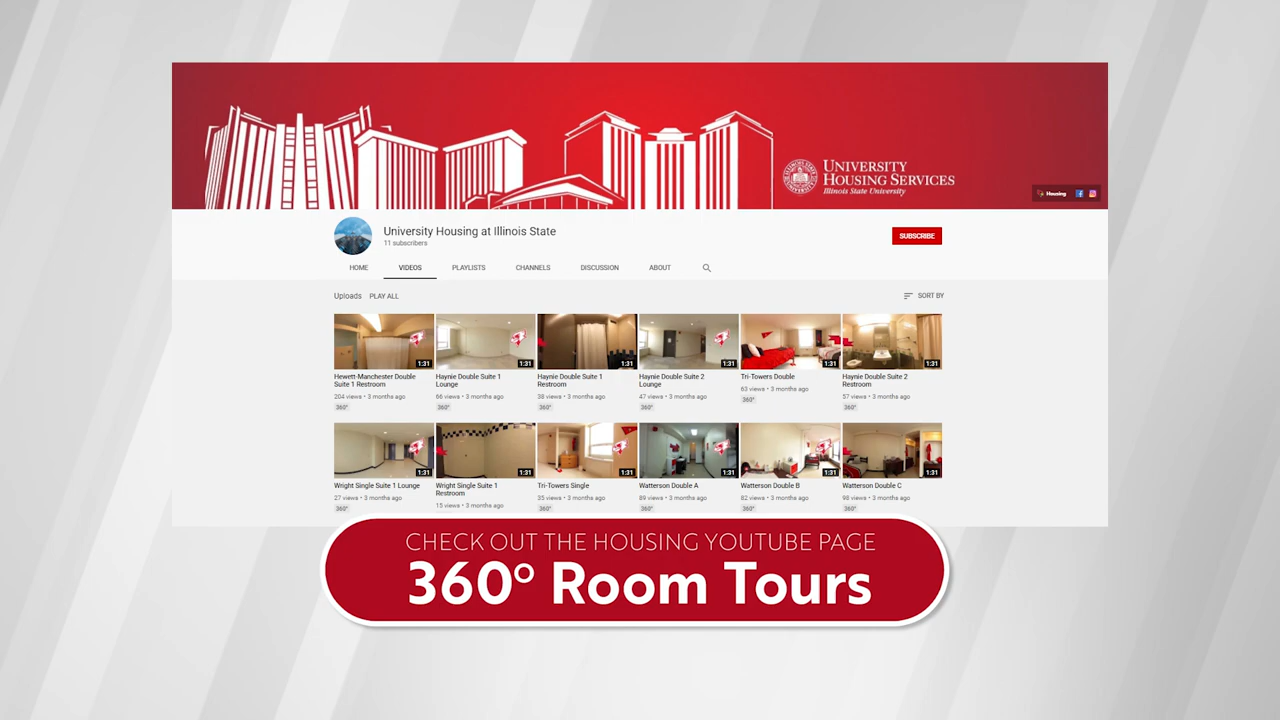 UNIVERSITY
HOUSING SERVICES
Illinois State University
Housing
University Housing at Illinois State
11 subscribers
SUBSCRIBE
HOME VIDEOS PLAYLISTS CHANNELS DISCUSSION ABOUT
Uploads PLAY ALL SORT BY
1:31 1:31 1:31 1:31 1:31 1:31
Hewett-Manchester Double
Suite 1 Restroom
204 views • 3 months ago
360°
Haynie Double Suite 1
Lounge
66 views • 3 months ago
360°
Haynie Double Suite 1
Restroom
38 views • 3 months ago
360°
Haynie Double Suite 2
Lounge
47 views • 3 months ago
360°
Tri-Towers Double
63 views • 3 months ago
360°
Haynie Double Suite 2
Restroom
57 views • 3 months ago
360°
1:31 1:31 1:31 1:31 1:31 1:31
Wright Single Suite 1 Lounge
27 views • 3 months ago
360°
Wright Single Suite 1
Restroom
15 views • 3 months ago
Tri-Towers Single
35 views • 3 months ago
360°
Watterson Double A
89 views • 3 months ago
360°
Watterson Double B
82 views • 3 months ago
360°
Watterson Double C
98 views • 3 months ago
360°
CHECK OUT THE HOUSING YOUTUBE PAGE
360° Room Tours